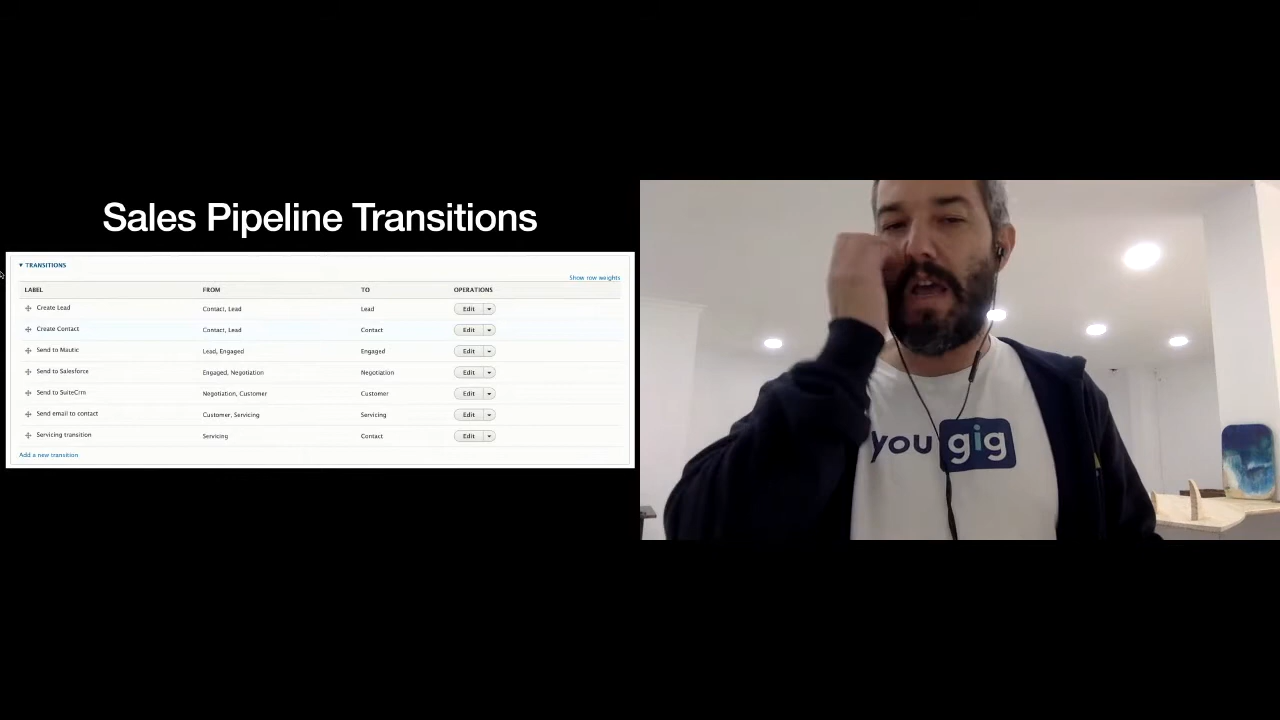 Sales Pipeline Transitions
TRANSITIONS
Show row weights
LABEL FROM TO OPERATIONS
Create Lead Contact, Lead Lead Edit
Create Contact Contact, Lead Contact Edit
Send to Mautic Lead, Engaged Engaged Edit
Send to Salesforce Engaged, Negotiation Negotiation Edit
Send to SuiteCrm Negotiation, Customer Customer Edit
Send email to contact Customer, Servicing Servicing Edit
Servicing transition Servicing Contact Edit
Add a new transition
you gig